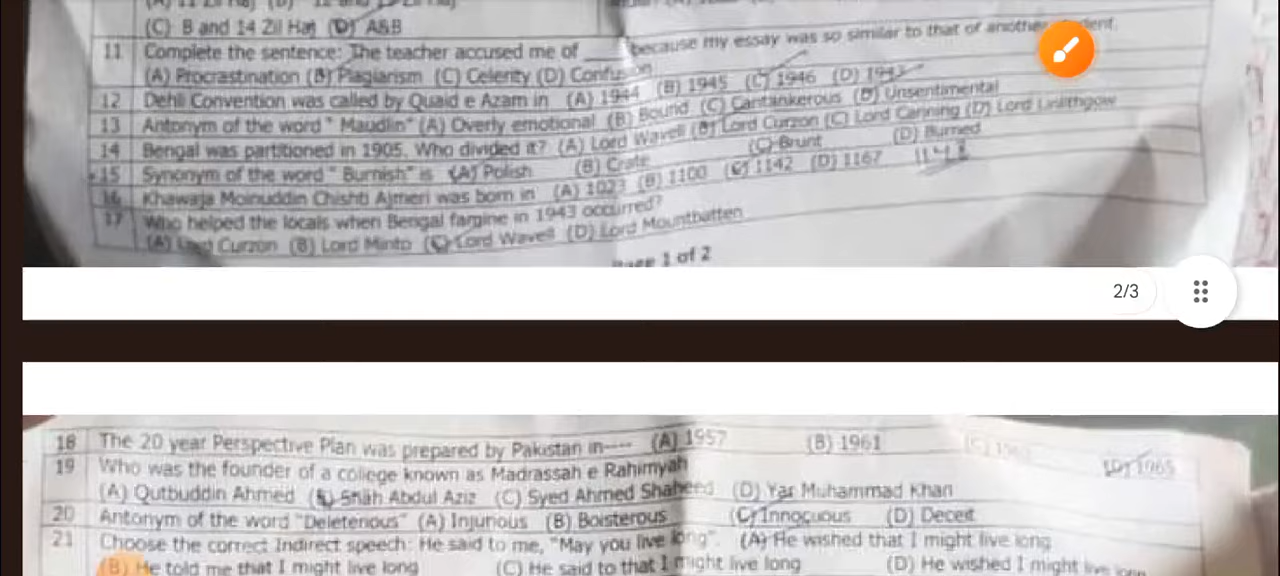 (C) B and 14 Zil Haj (D) A&B
11 Complete the sentence: The teacher accused me of ____ because my essay was so similar to that of another student.
(A) Procrastination (B) Plagiarism (C) Celerity (D) Confusion
12 Dehli Convention was called by Quaid e Azam in (A) 1944 (B) 1945 (C) 1946 (D) 1943
13 Antonym of the word " Maudlin" (A) Overly emotional (B) Bound (C) Cantankerous (D) Unsentimental
14 Bengal was partitioned in 1905. Who divided it? (A) Lord Wavell (B) Lord Curzon (C) Lord Canning (D) Lord Linlithgow
15 Synonym of the word " Burnish" is (A) Polish (B) Crate (C) Brunt (D) Burned
16 Khawaja Moinuddin Chishti Ajmeri was born in (A) 1023 (B) 1100 (C) 1142 (D) 1167
17 Who helped the locals when Bengal famine in 1943 occurred?
(A) Lord Curzon (B) Lord Minto (C) Lord Wavell (D) Lord Mountbatten
Page 1 of 2
2/3
18 The 20 year Perspective Plan was prepared by Pakistan in---- (A) 1957 (B) 1961 (D) 1965
19 Who was the founder of a college known as Madrassah e Rahimyah
(A) Qutbuddin Ahmed (B) Shah Abdul Aziz (C) Syed Ahmed Shaheed (D) Yar Muhammad Khan
20 Antonym of the word "Deleterious" (A) Injurious (B) Boisterous (C) Innocuous (D) Deceit
21 Choose the correct Indirect speech: He said to me, "May you live long". (A) He wished that I might live long
(B) He told me that I might live long (C) He said to that I might live long (D) He wished I might live long